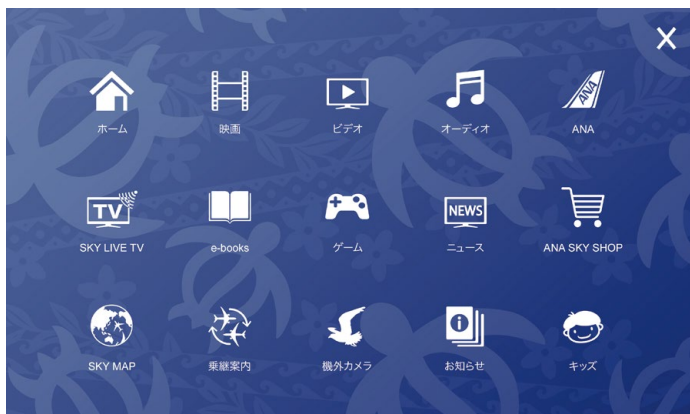 X
ホーム
映画
ビデオ
オーディオ
ANA
ANA
TV
NEWS
SKY LIVE TV
e-books
ゲーム
ニュース
ANA SKY SHOP
SKY MAP
乗継案内
機外カメラ
お知らせ
キッズ